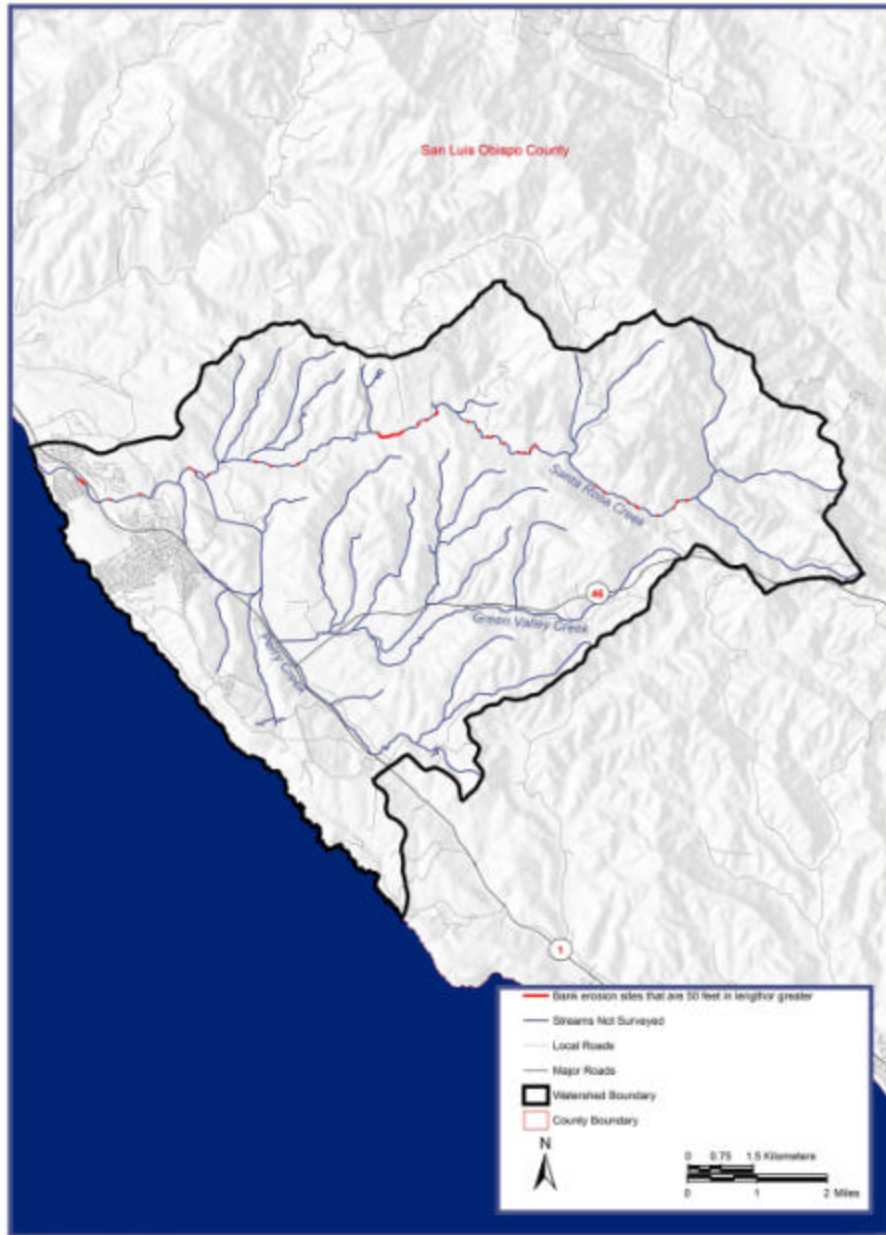 San Luis Obispo County
Santa Rosa Creek
46
Green Valley Creek
Perry Creek
1
Bank erosion sites that are 50 feet in lengthor greater
Streams Not Surveyed
Local Roads
Major Roads
Watershed Boundary
County Boundary
N
0 0.75 1.5 Kilometers
0 1 2 Miles